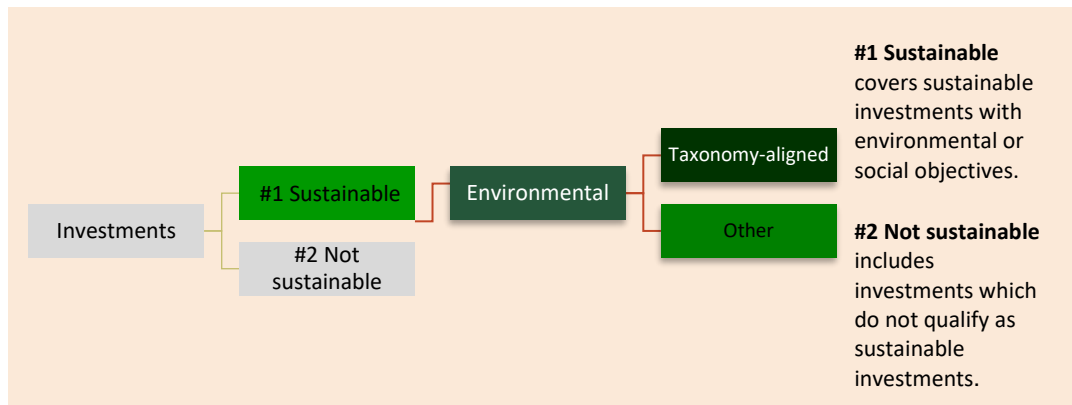 Investments
#1 Sustainable
#2 Not
sustainable
Environmental
Taxonomy-aligned
Other
#1 Sustainable
covers sustainable
investments with
environmental or
social objectives.
#2 Not sustainable
includes
investments which
do not qualify as
sustainable
investments.